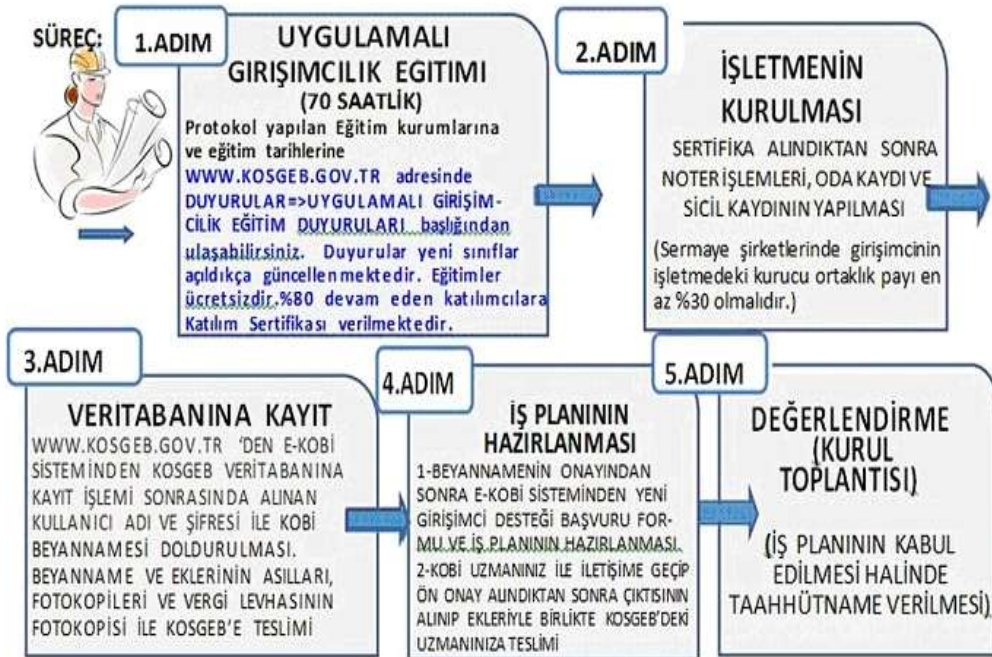 SÜREÇ:
1.ADIM
UYGULAMALI
GIRIŞIMCILIK EGITIMI
(70 SAATLİK)
Protokol yapılan Eğitim kurumlarına
ve eğitim tarihlerine
WWW.KOSGEB.GOV.TR adresinde
DUYURULAR=>UYGULAMALI GİRİŞİM-
CİLİK EĞİTİM DUYURULARI başlığından
ulaşabilirsiniz. Duyurular yeni sınıflar
açıldıkça güncellenmektedir. Eğitimler
ücretsizdir.%80 devam eden katılımcılara
Katılım Sertifikası verilmektedir.
2.ADIM
İŞLETMENİN
KURULMASI
SERTİFİKA ALINDIKTAN SONRA
NOTER İŞLEMLERİ, ODA KAYDI VE
SİCİL KAYDININ YAPILMASI
(Sermaye şirketlerinde girişimcinin
işletmedeki kurucu ortaklık payı en
az %30 olmalıdır.)
3.ADIM
VERİTABANINA KAYIT
WWW.KOSGEB.GOV.TR 'DEN E-KOBİ
SİSTEMİNDEN KOSGEB VERİTABANINA
KAYIT İŞLEMİ SONRASINDA ALINAN
KULLANICI ADI VE ŞİFRESİ İLE KOBİ
BEYANNAMESİ DOLDURULMASI.
BEYANNAME VE EKLERİNİN ASILLARI,
FOTOKOPİLERİ VE VERGİ LEVHASININ
FOTOKOPİSİ İLE KOSGEB'E TESLİMİ
4.ADIM
İŞ PLANININ
HAZIRLANMASI
1-BEYANNAMENİN ONAYINDAN
SONRA E-KOBİ SİSTEMİNDEN YENİ
GİRİŞİMCİ DESTEĞİ BAŞVURU FOR-
MU VE İŞ PLANININ HAZIRLANMASI
2-KOBİ UZMANINIZ İLE İLETİŞİME GEÇİP
ÖN ONAY ALINDIKTAN SONRA ÇIKTISININ
ALINIP EKLERİYLE BİRLİKTE KOSGEB'DEKİ
UZMANINIZA TESLİMİ
5.ADIM
DEĞERLENDİRME
(KURUL
TOPLANTISI)
(İŞ PLANININ KABUL
EDİLMESİ HALİNDE
TAAHHÜTNAME VERİLMESİ)